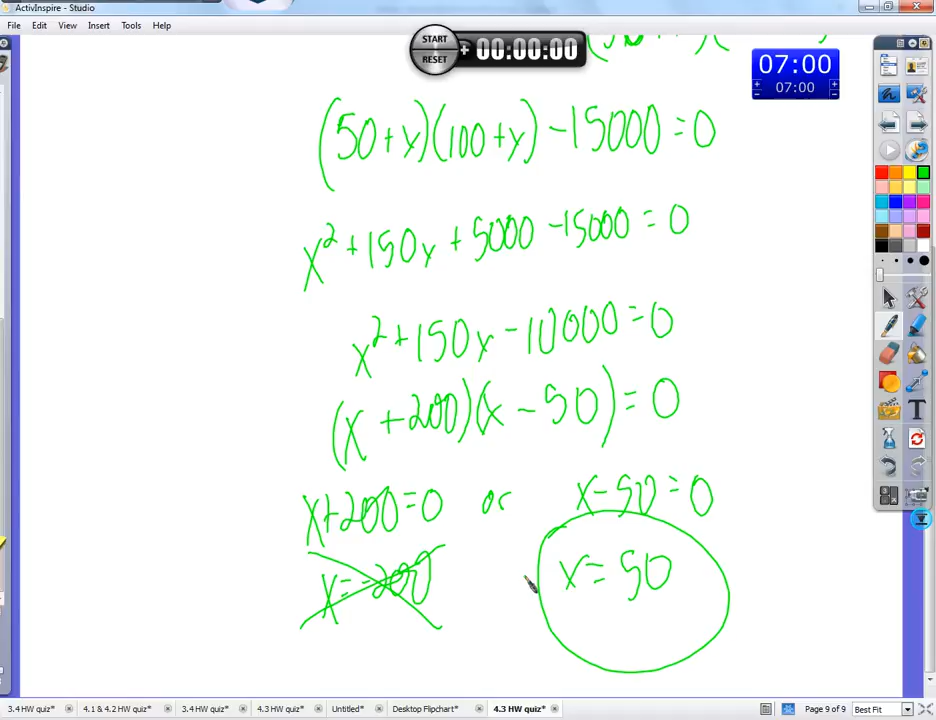 ActivInspire - Studio
File Edit View Insert Tools Help
START
RESET
+ 00:00:00
07:00
07:00
(50+x)(100+x) -15000 = 0
x² +150x +5000 -15000 = 0
x² +150x -10000 = 0
(x +200)(x -50) = 0
x+200=0 or x-50=0
x=-200 x=50
T
3.4 HW quiz* 4.1 & 4.2 HW quiz* 3.4 HW quiz* 4.3 HW quiz* Untitled* Desktop Flipchart* 4.3 HW quiz* Page 9 of 9 Best Fit